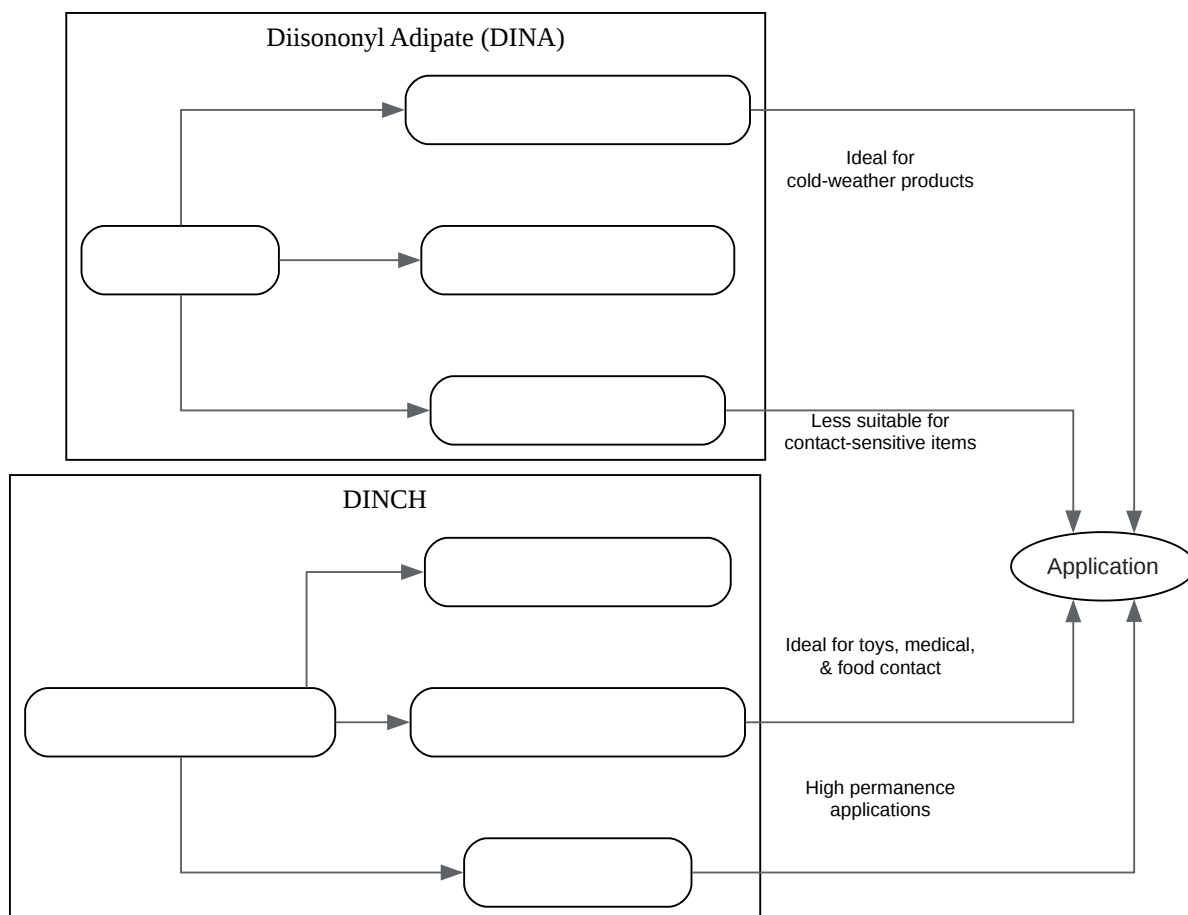 Diisononyl Adipate (DINA)
Ideal for
cold-weather products
Less suitable for
contact-sensitive items
DINCH
Application
Ideal for toys, medical,
& food contact
High permanence
applications